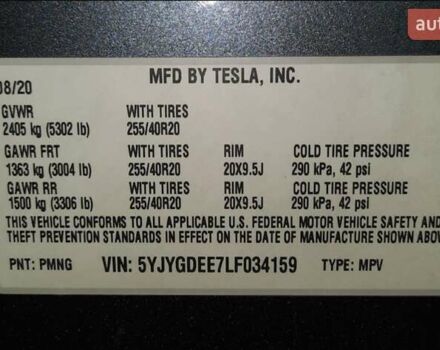 auto
MFD BY TESLA, INC.
08/20
GVWR WITH TIRES
2405 kg (5302 lb) 255/40R20
GAWR FRT WITH TIRES RIM COLD TIRE PRESSURE
1363 kg (3004 lb) 255/40R20 20X9.5J 290 kPa, 42 psi
GAWR RR WITH TIRES RIM COLD TIRE PRESSURE
1500 kg (3306 lb) 255/40R20 20X9.5J 290 kPa, 42 psi
THIS VEHICLE CONFORMS TO ALL APPLICABLE U.S. FEDERAL MOTOR VEHICLE SAFETY AND
THEFT PREVENTION STANDARDS IN EFFECT ON THE DATE OF MANUFACTURE SHOWN ABOVE
PNT: PMNG VIN: 5YJYGDEE7LF034159 TYPE: MPV